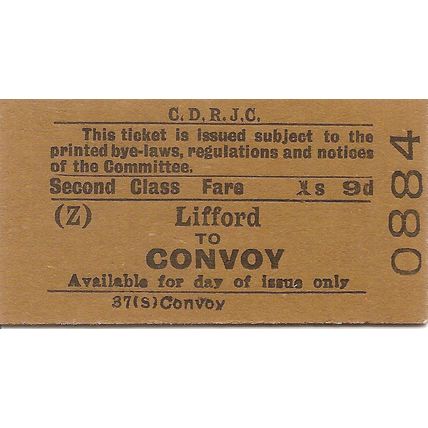 C. D. R. J. C.
This ticket is issued subject to the
printed bye-laws, regulations and notices
of the Committee.
Second Class Fare 1s 9d
(Z) Lifford
TO
CONVOY
Available for day of issue only
37(S)Convoy
0884